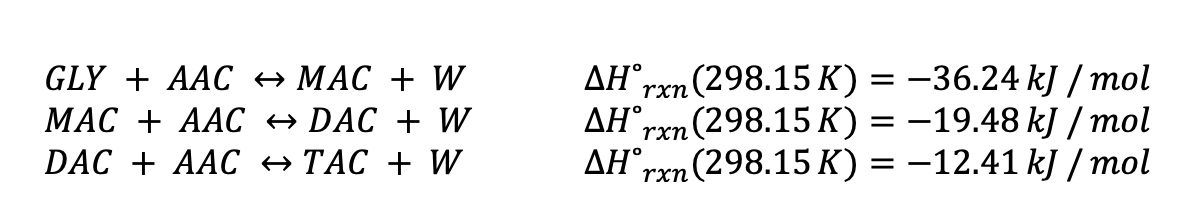 GLY + AAC ↔ MAC + W ΔH°rxn(298.15 K) = −36.24 kJ / mol
MAC + AAC ↔ DAC + W ΔH°rxn(298.15 K) = −19.48 kJ / mol
DAC + AAC ↔ TAC + W ΔH°rxn(298.15 K) = −12.41 kJ / mol